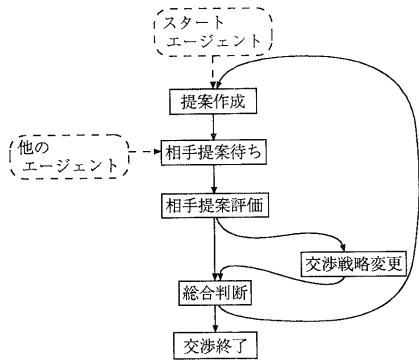 スタート
エージェント
提案作成
他の
エージェント
相手提案待ち
相手提案評価
交渉戦略変更
総合判断
交渉終了